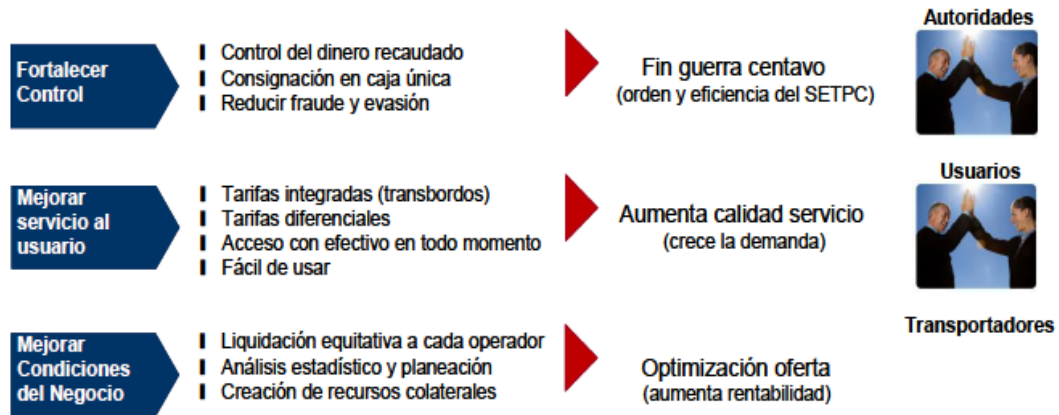 Autoridades
Fortalecer
Control
Control del dinero recaudado
Consignación en caja única
Reducir fraude y evasión
Fin guerra centavo
(orden y eficiencia del SETPC)
Usuarios
Mejorar
servicio al
usuario
Tarifas integradas (transbordos)
Tarifas diferenciales
Acceso con efectivo en todo momento
Fácil de usar
Aumenta calidad servicio
(crece la demanda)
Transportadores
Mejorar
Condiciones
del Negocio
Liquidación equitativa a cada operador
Análisis estadístico y planeación
Creación de recursos colaterales
Optimización oferta
(aumenta rentabilidad)